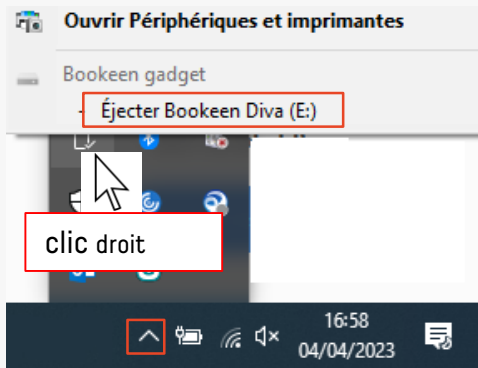 Ouvrir Périphériques et imprimantes
Bookeen gadget
- Éjecter Bookeen Diva (E:)
clic droit
16:58
04/04/2023